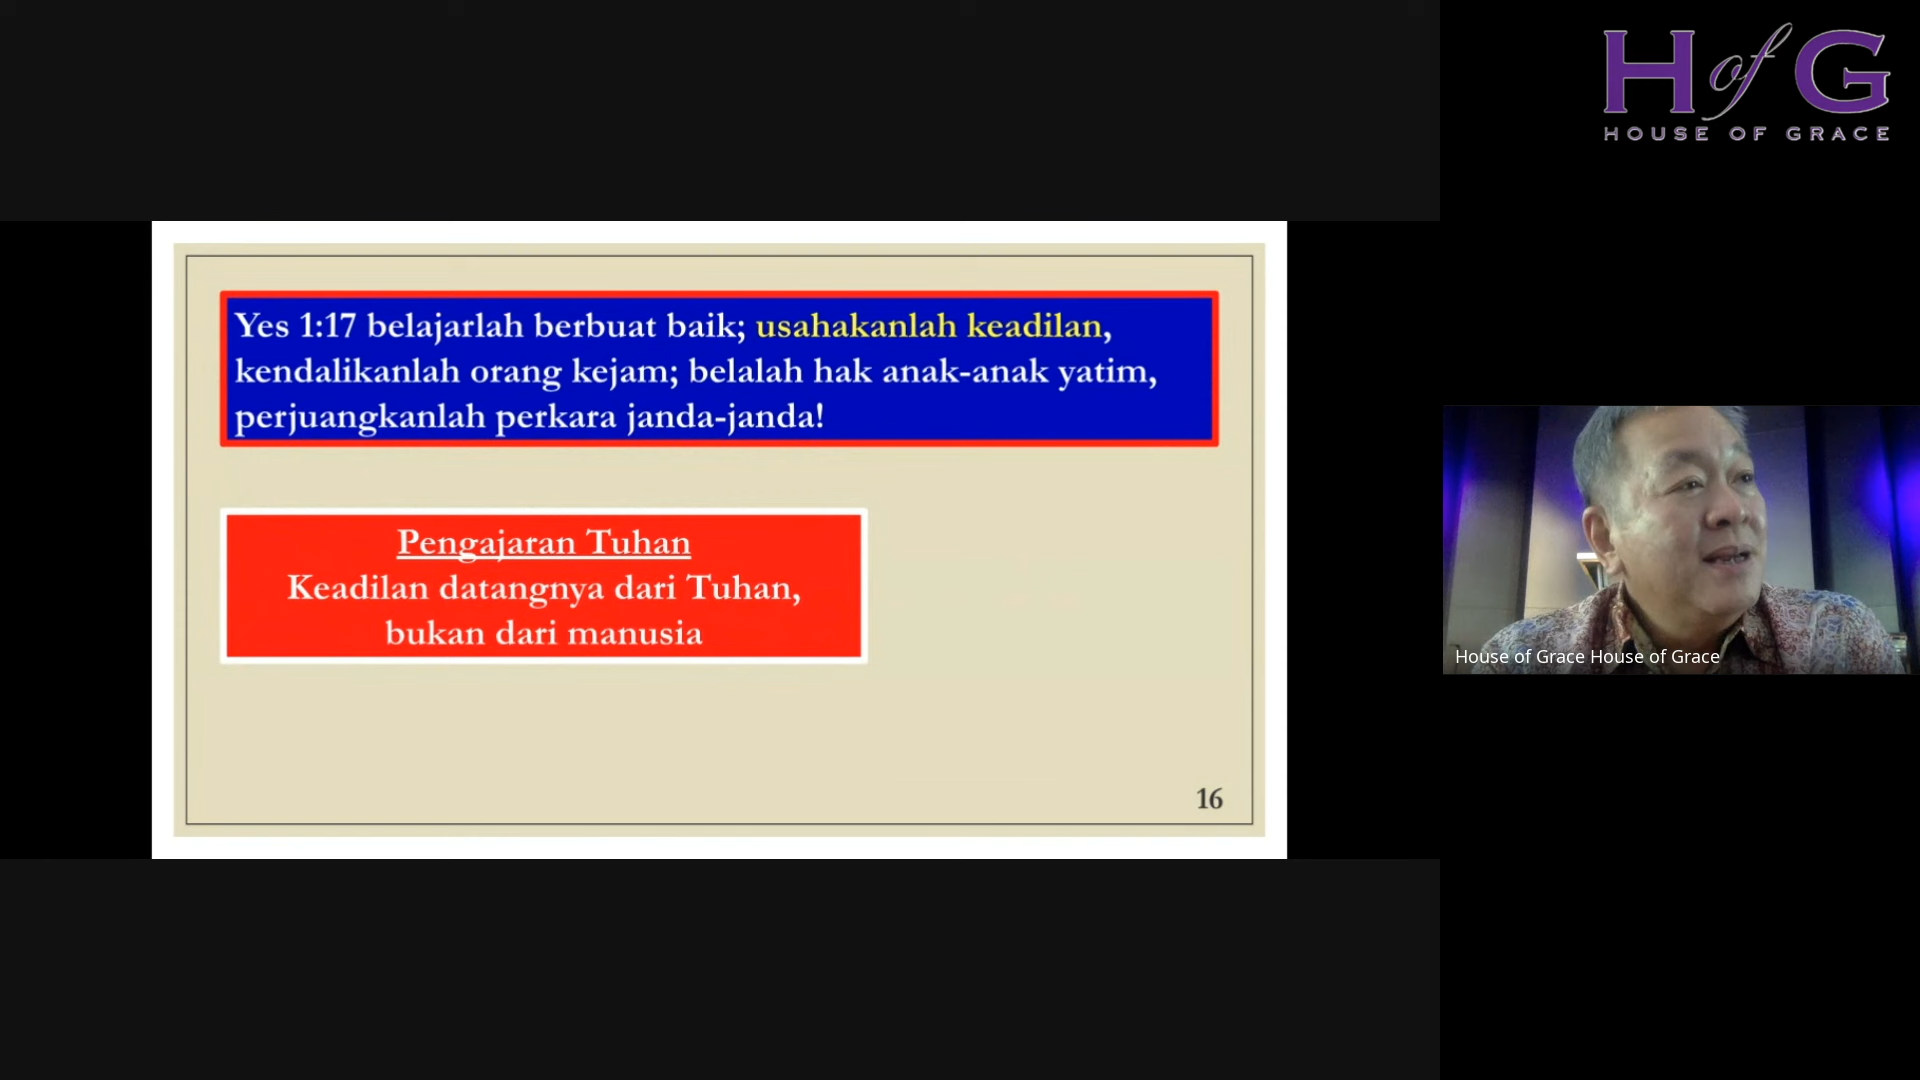 H of G
HOUSE OF GRACE
Yes 1:17 belajarlah berbuat baik; usahakanlah keadilan,
kendalikanlah orang kejam; belalah hak anak-anak yatim,
perjuangkanlah perkara janda-janda!
Pengajaran Tuhan
Keadilan datangnya dari Tuhan,
bukan dari manusia
16
House of Grace House of Grace